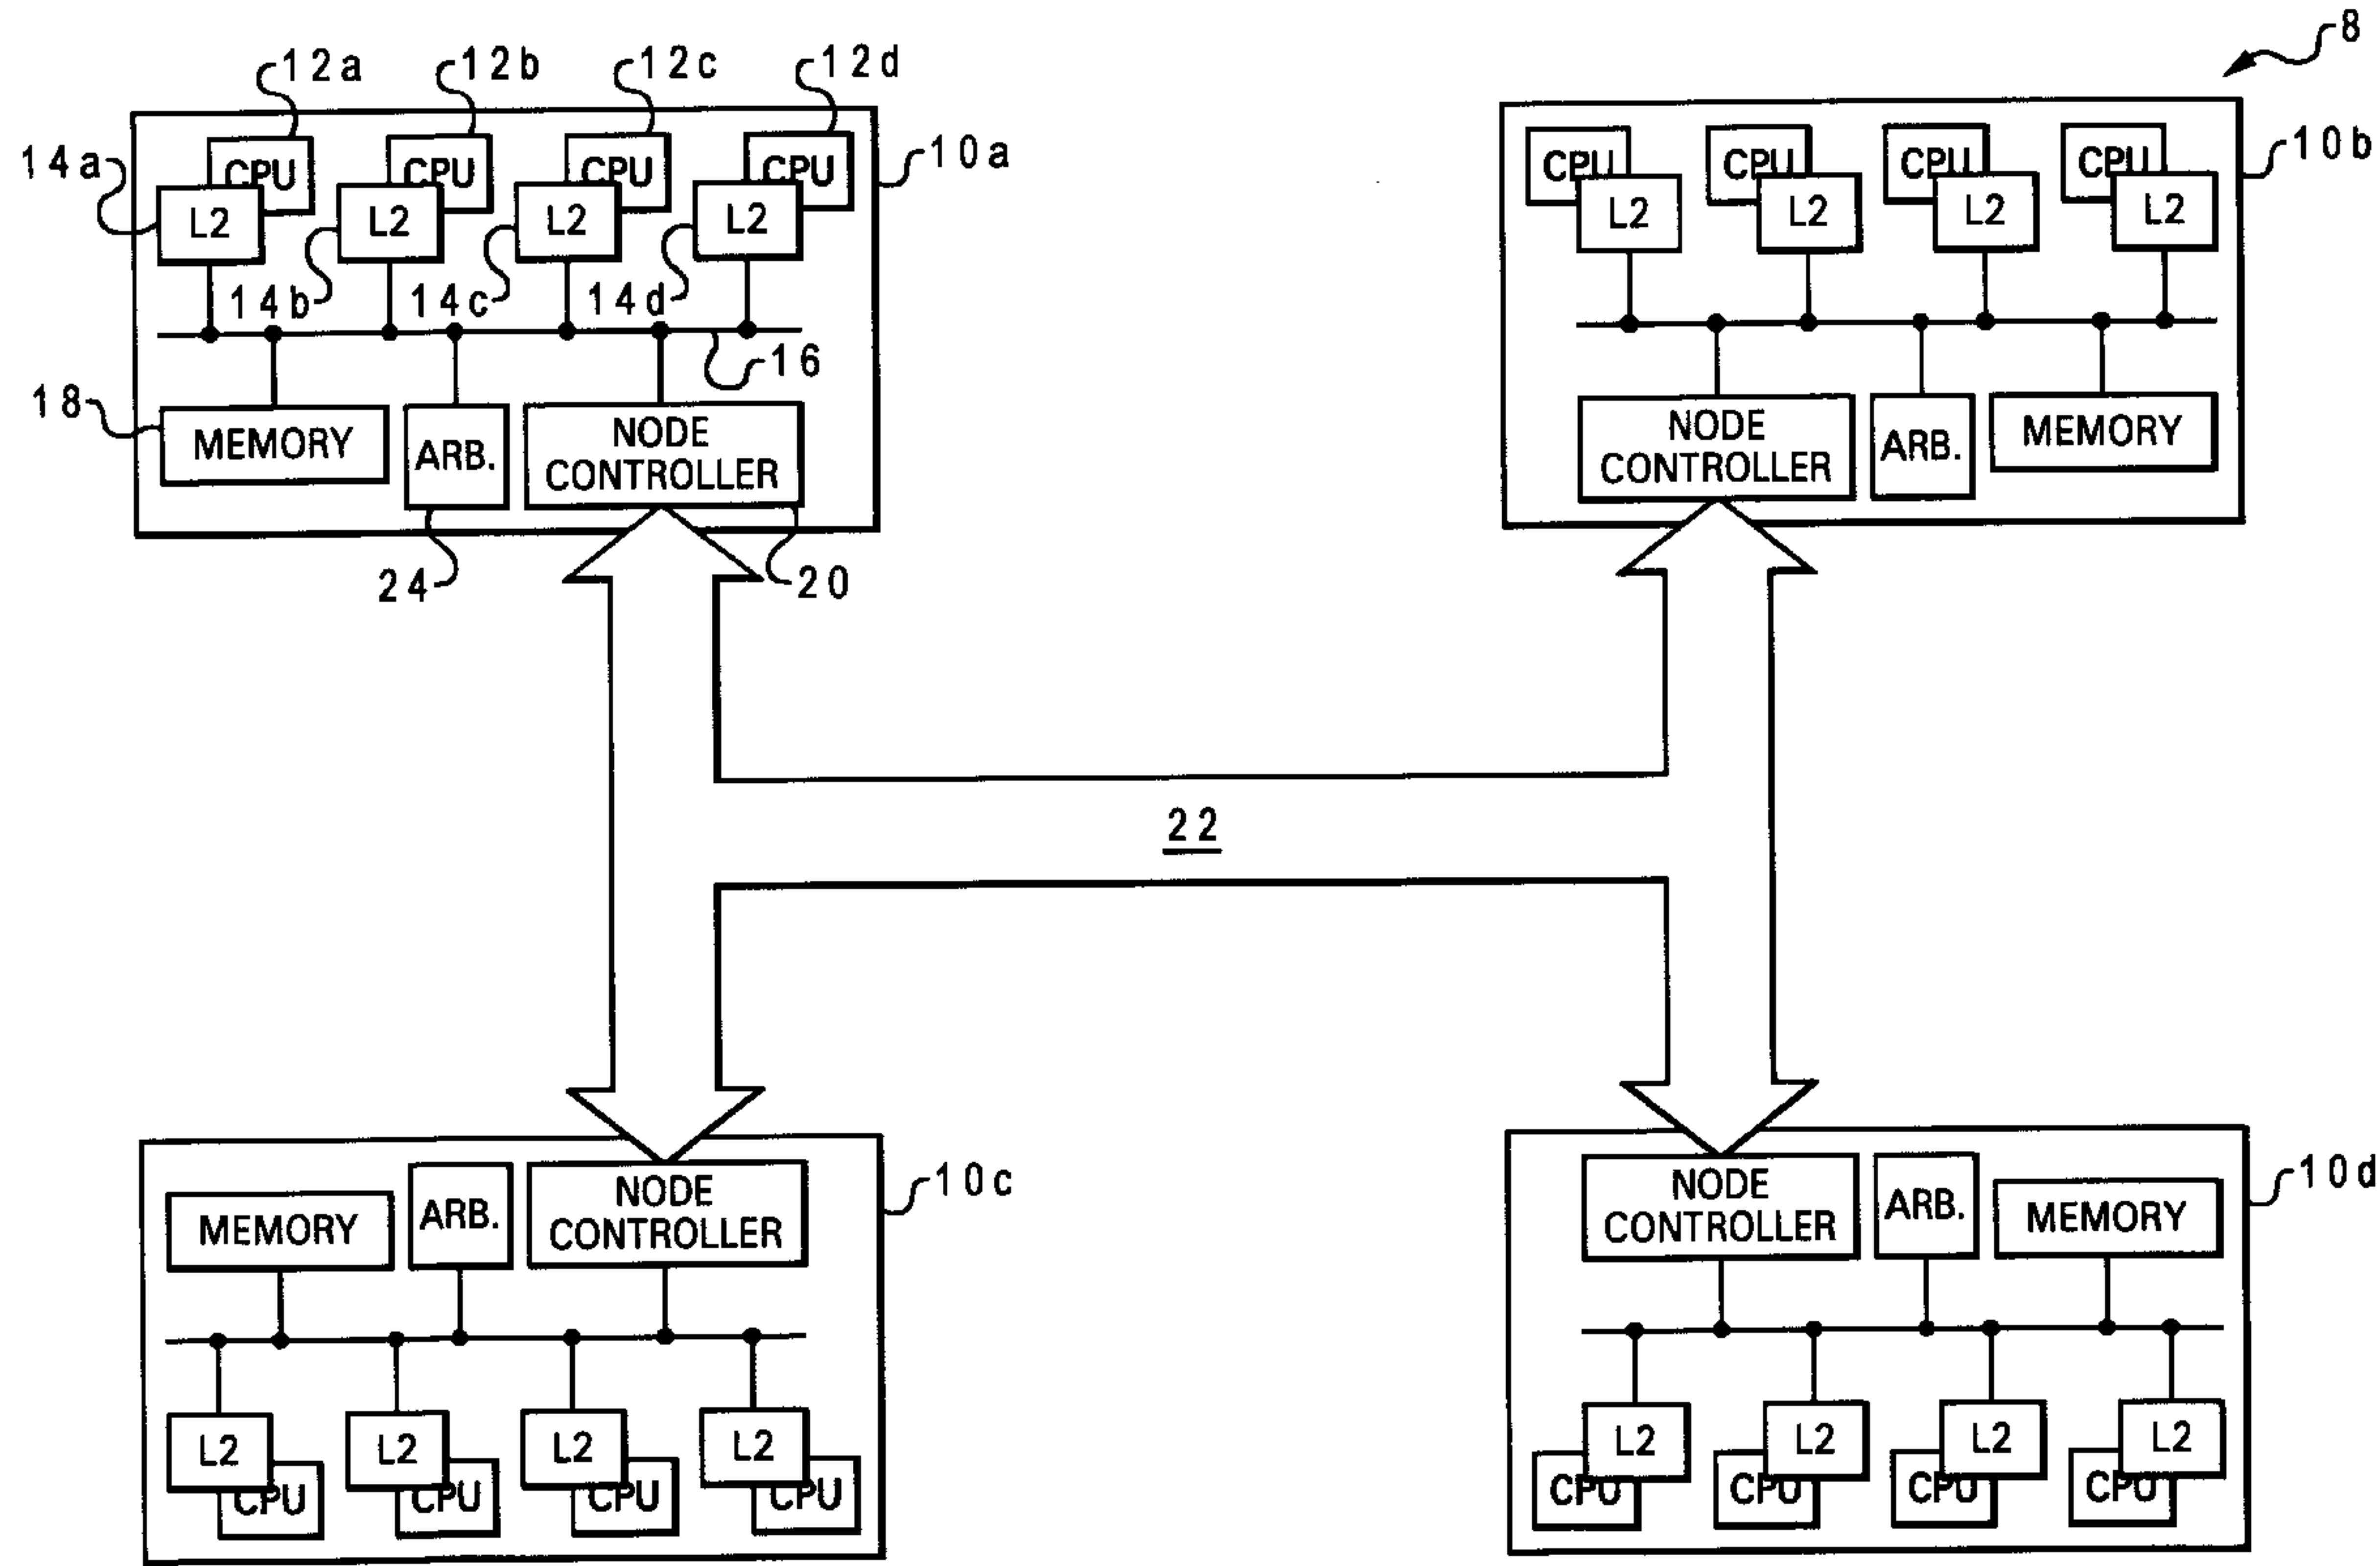 8
12a 12b 12c 12d
10a
14a
CPU CPU CPU CPU
L2 L2 L2 L2
14b 14c 14d
16
18
MEMORY
ARB.
NODE
CONTROLLER
24
20
10b
CPU CPU CPU CPU
L2 L2 L2 L2
NODE
CONTROLLER
ARB.
MEMORY
22
10c
MEMORY
ARB.
NODE
CONTROLLER
L2 L2 L2 L2
CPU CPU CPU CPU
10d
NODE
CONTROLLER
ARB.
MEMORY
L2 L2 L2 L2
CPU CPU CPU CPU